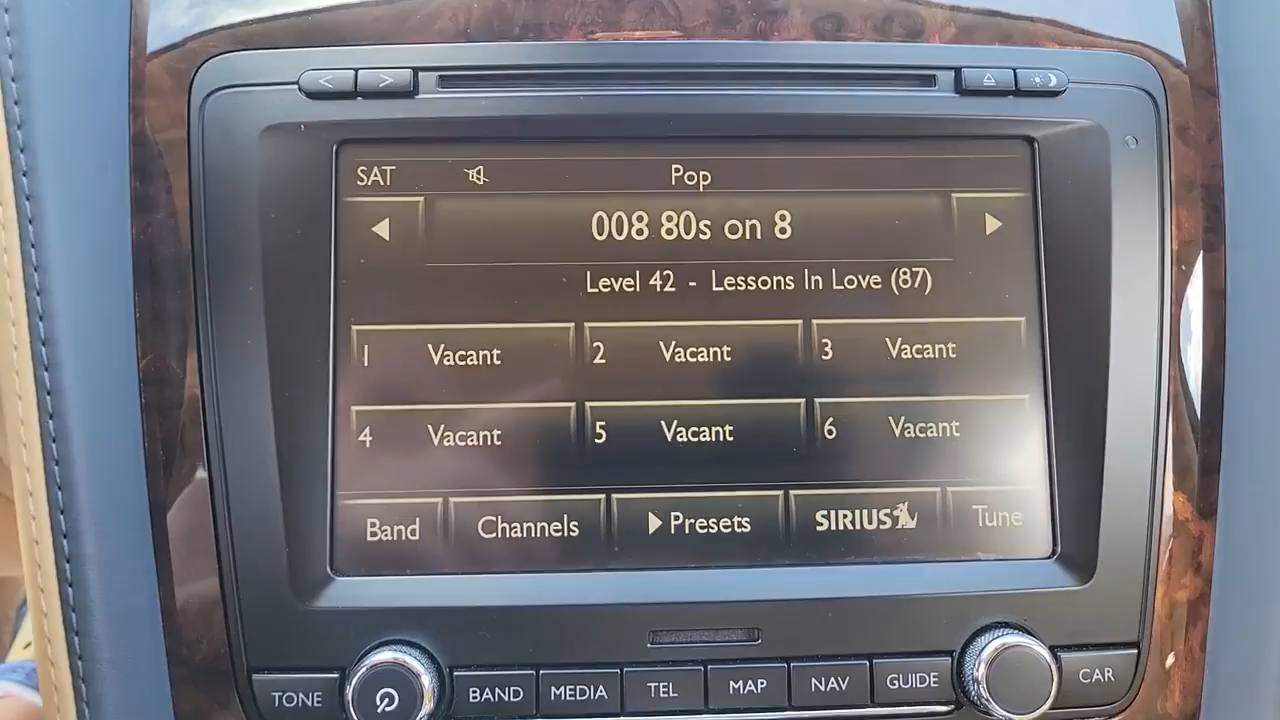 SAT Pop
008 80s on 8
Level 42 - Lessons In Love (87)
1 Vacant 2 Vacant 3 Vacant
4 Vacant 5 Vacant 6 Vacant
Band Channels Presets SIRIUS Tune
TONE BAND MEDIA TEL MAP NAV GUIDE CAR